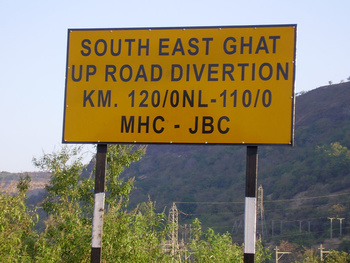 SOUTH EAST GHAT
UP ROAD DIVERTION
KM. 120/0NL-110/0
MHC - JBC